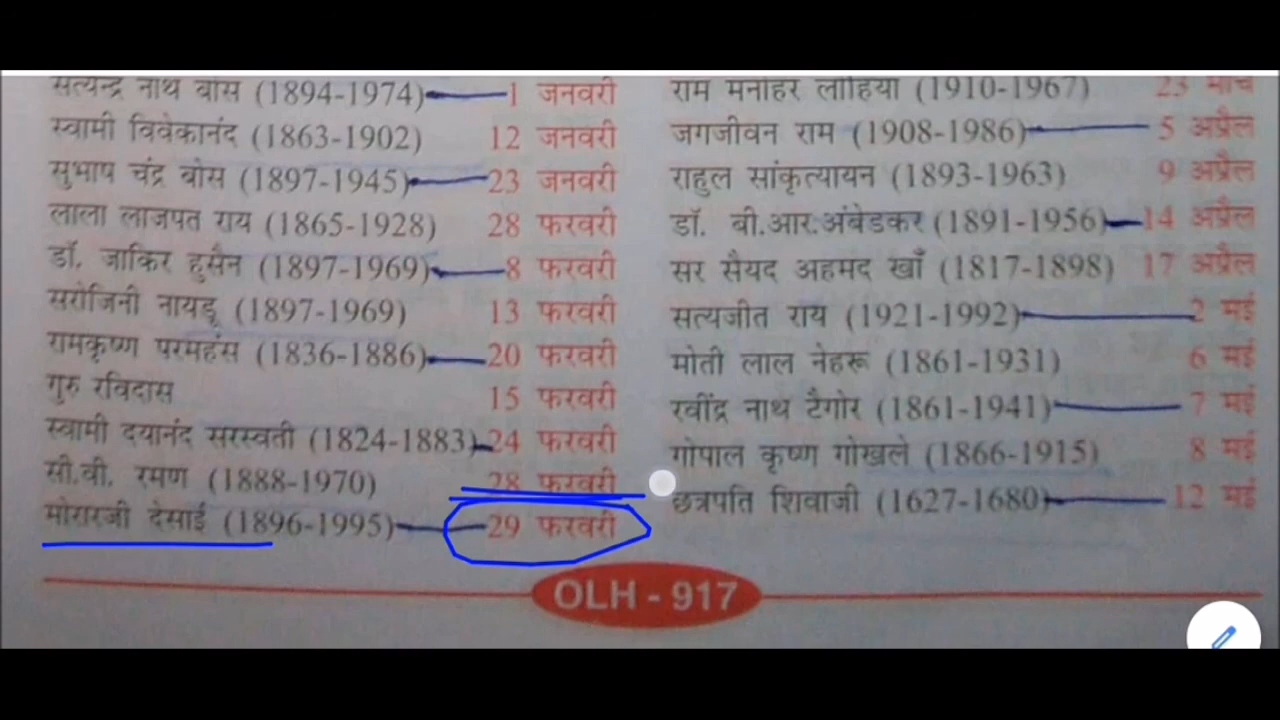 सत्येन्द्र नाथ बोस (1894-1974) 1 जनवरी
स्वामी विवेकानंद (1863-1902) 12 जनवरी
सुभाष चंद्र बोस (1897-1945) 23 जनवरी
लाला लाजपत राय (1865-1928) 28 फरवरी
डॉ. जाकिर हुसैन (1897-1969) 8 फरवरी
सरोजिनी नायडू (1897-1969) 13 फरवरी
रामकृष्ण परमहंस (1836-1886) 20 फरवरी
गुरु रविदास 15 फरवरी
स्वामी दयानंद सरस्वती (1824-1883) 24 फरवरी
सी.वी. रमण (1888-1970) 28 फरवरी
मोरारजी देसाई (1896-1995) 29 फरवरी
राम मनोहर लोहिया (1910-1967) 23 मार्च
जगजीवन राम (1908-1986) 5 अप्रैल
राहुल सांकृत्यायन (1893-1963) 9 अप्रैल
डॉ. बी.आर.अंबेडकर (1891-1956) 14 अप्रैल
सर सैयद अहमद खाँ (1817-1898) 17 अप्रैल
सत्यजीत राय (1921-1992) 2 मई
मोती लाल नेहरू (1861-1931) 6 मई
रवींद्र नाथ टैगोर (1861-1941) 7 मई
गोपाल कृष्ण गोखले (1866-1915) 8 मई
छत्रपति शिवाजी (1627-1680) 12 मई
OLH - 917